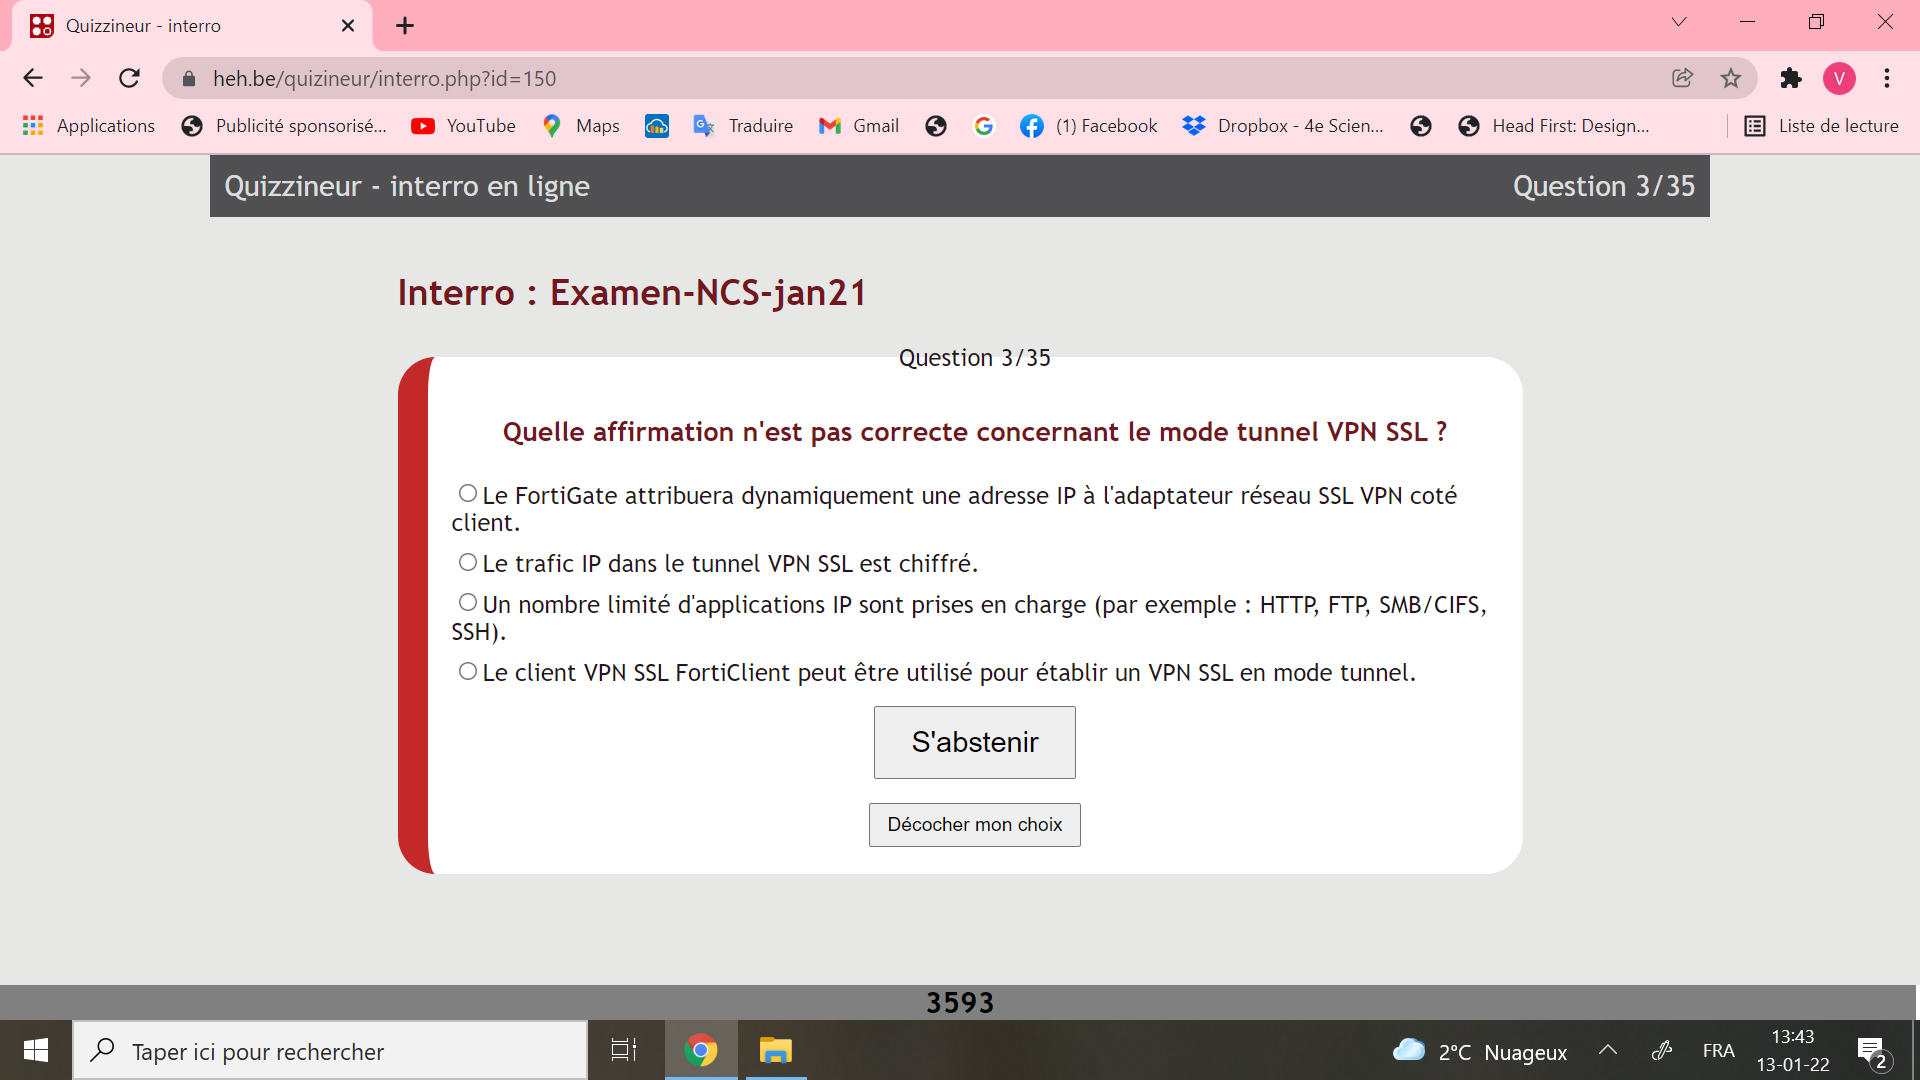 Quizzineur - interro
heh.be/quizineur/interro.php?id=150
V
Applications
Publicité sponsorisé...
YouTube
Maps
Traduire
Gmail
(1) Facebook
Dropbox - 4e Scien...
Head First: Design...
Liste de lecture
Quizzineur - interro en ligne
Question 3/35
Interro : Examen-NCS-jan21
Question 3/35
Quelle affirmation n'est pas correcte concernant le mode tunnel VPN SSL ?
Le FortiGate attribuera dynamiquement une adresse IP à l'adaptateur réseau SSL VPN coté
client.
Le trafic IP dans le tunnel VPN SSL est chiffré.
Un nombre limité d'applications IP sont prises en charge (par exemple : HTTP, FTP, SMB/CIFS,
SSH).
Le client VPN SSL FortiClient peut être utilisé pour établir un VPN SSL en mode tunnel.
S'abstenir
Décocher mon choix
3593
Taper ici pour rechercher
2°C Nuageux
FRA
13:43
13-01-22
2